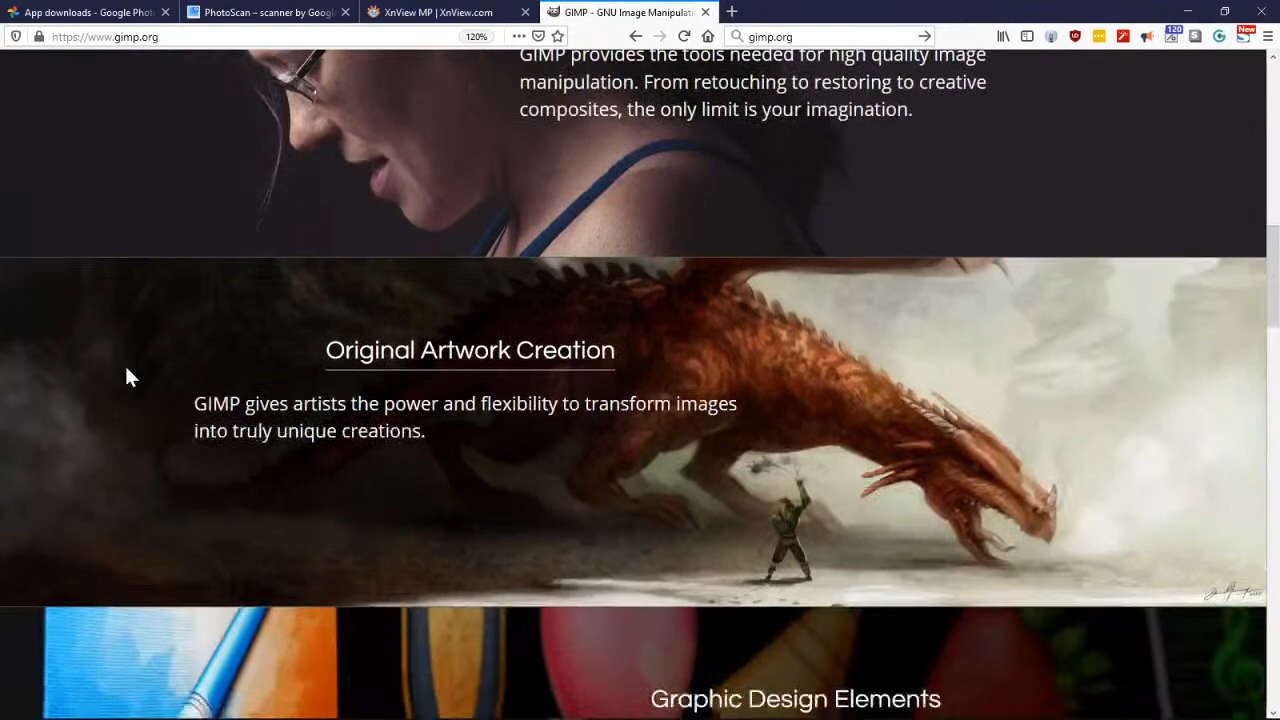 App downloads - Google Phot
PhotoScan – scanner by Googl
XnView MP | XnView.com
GIMP - GNU Image Manipulati
https://www.gimp.org
120%
gimp.org
120
New
GIMP provides the tools needed for high quality image
manipulation. From retouching to restoring to creative
composites, the only limit is your imagination.
Original Artwork Creation
GIMP gives artists the power and flexibility to transform images
into truly unique creations.
Graphic Design Elements